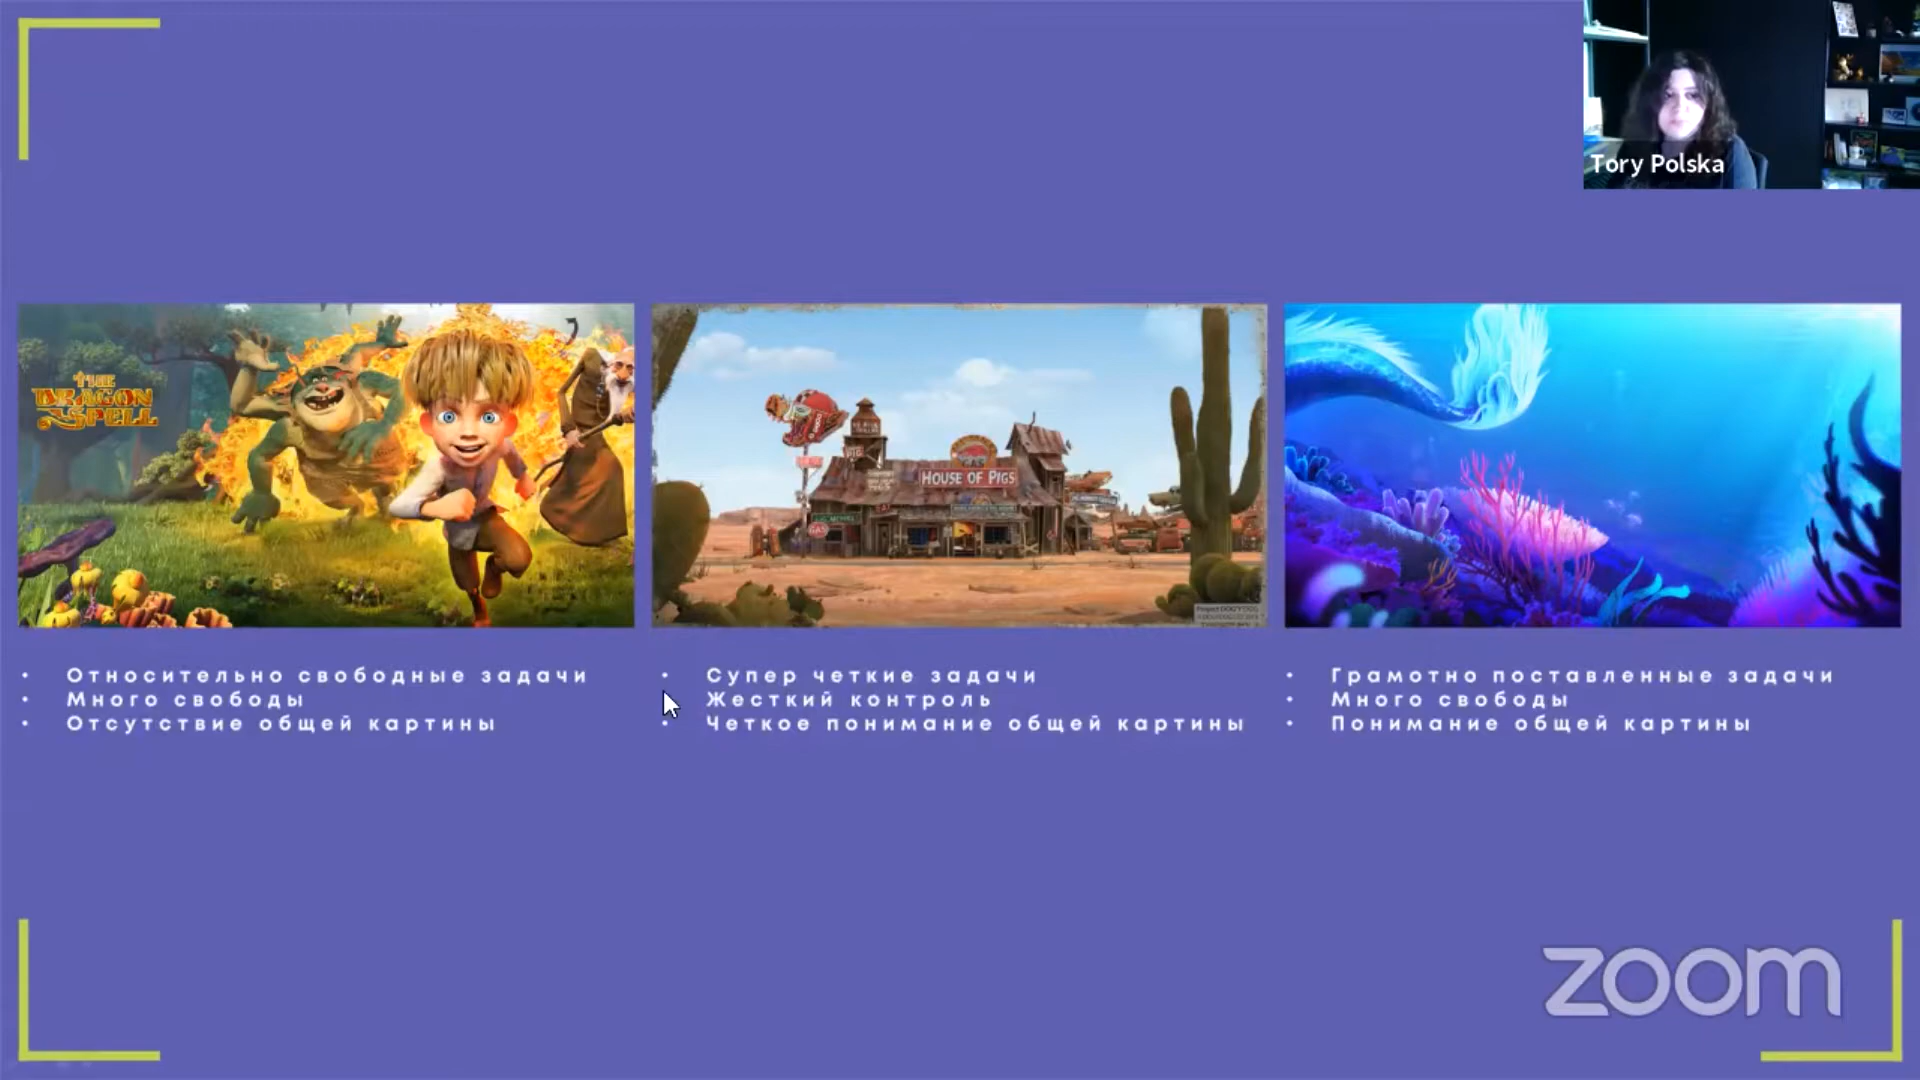 Tory Polska
THE
DRAGON
SPELL
GAS
HOUSE OF PIGS
GAS
• Относительно свободные задачи
• Много свободы
• Отсутствие общей картины
• Супер четкие задачи
• Жесткий контроль
• Четкое понимание общей картины
• Грамотно поставленные задачи
• Много свободы
• Понимание общей картины
zoom